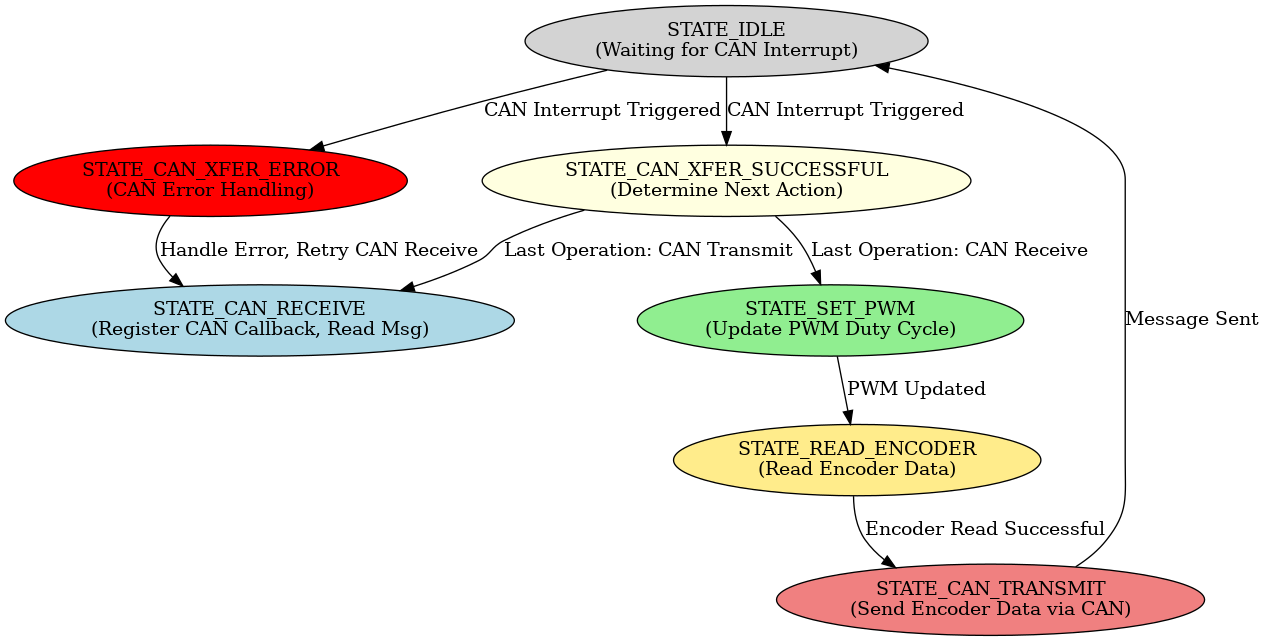 STATE_IDLE
(Waiting for CAN Interrupt)
CAN Interrupt Triggered
CAN Interrupt Triggered
STATE_CAN_XFER_ERROR
(CAN Error Handling)
STATE_CAN_XFER_SUCCESSFUL
(Determine Next Action)
Handle Error, Retry CAN Receive
Last Operation: CAN Transmit
Last Operation: CAN Receive
STATE_CAN_RECEIVE
(Register CAN Callback, Read Msg)
STATE_SET_PWM
(Update PWM Duty Cycle)
Message Sent
PWM Updated
STATE_READ_ENCODER
(Read Encoder Data)
Encoder Read Successful
STATE_CAN_TRANSMIT
(Send Encoder Data via CAN)